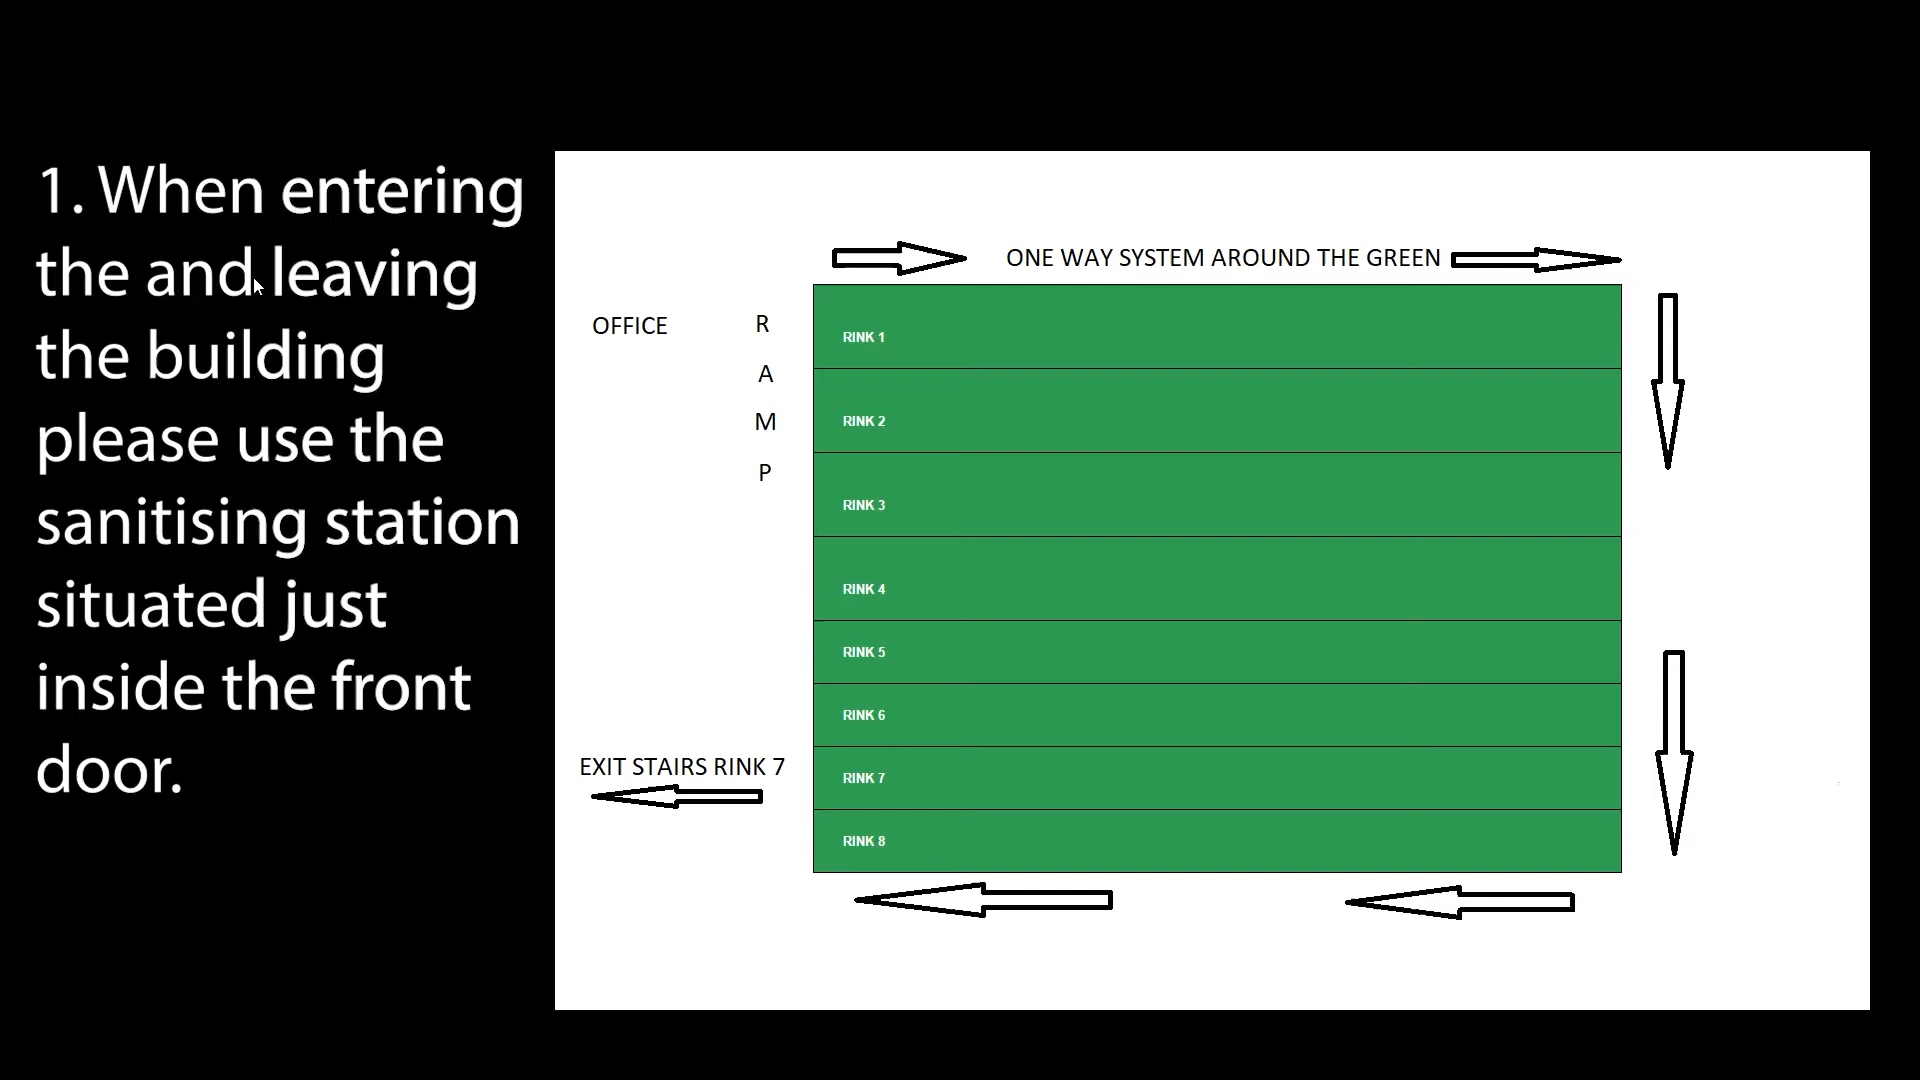 1. When entering
the and leaving
the building
please use the
sanitising station
situated just
inside the front
door.
ONE WAY SYSTEM AROUND THE GREEN
OFFICE
R
A
M
P
RINK 1
RINK 2
RINK 3
RINK 4
RINK 5
RINK 6
EXIT STAIRS RINK 7
RINK 7
RINK 8